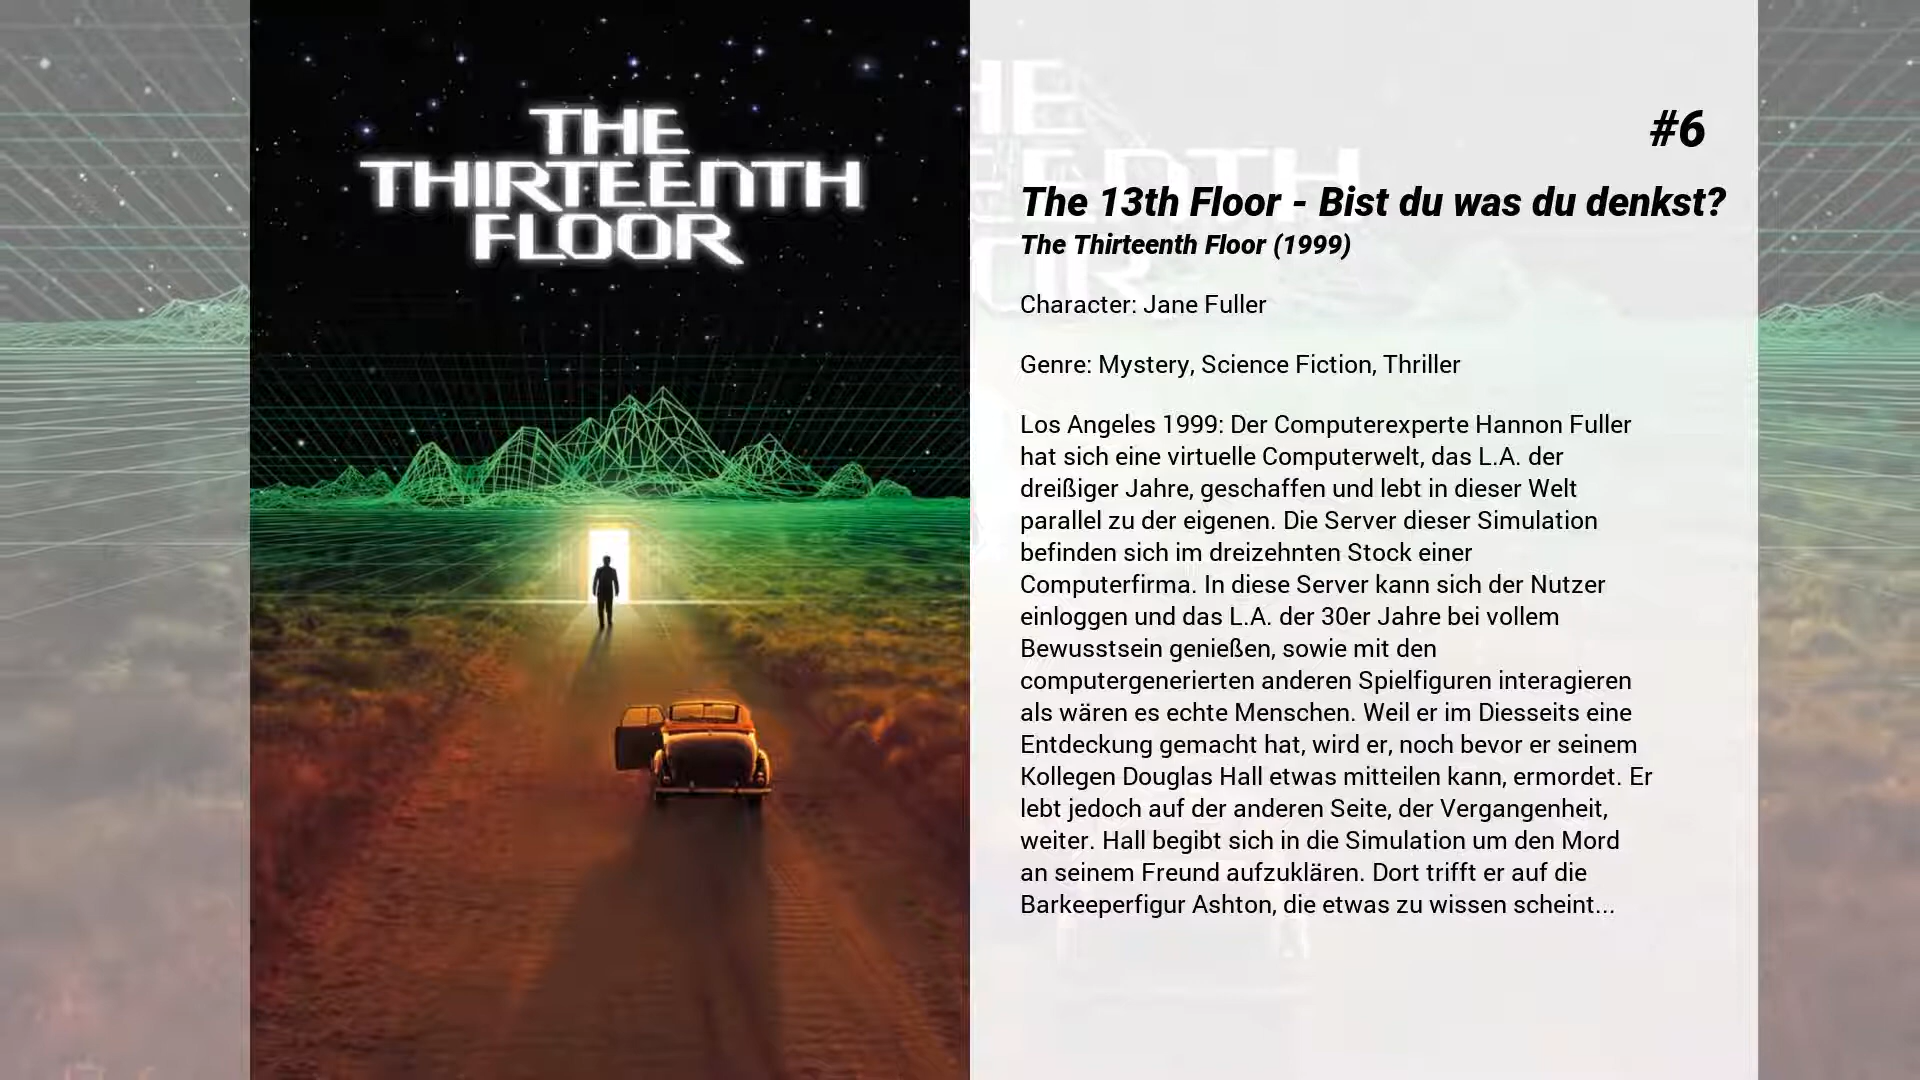 THE
THIRTEENTH
FLOOR
#6
The 13th Floor - Bist du was du denkst?
The Thirteenth Floor (1999)
Character: Jane Fuller
Genre: Mystery, Science Fiction, Thriller
Los Angeles 1999: Der Computerexperte Hannon Fuller
hat sich eine virtuelle Computerwelt, das L.A. der
dreißiger Jahre, geschaffen und lebt in dieser Welt
parallel zu der eigenen. Die Server dieser Simulation
befinden sich im dreizehnten Stock einer
Computerfirma. In diese Server kann sich der Nutzer
einloggen und das L.A. der 30er Jahre bei vollem
Bewusstsein genießen, sowie mit den
computergenerierten anderen Spielfiguren interagieren
als wären es echte Menschen. Weil er im Diesseits eine
Entdeckung gemacht hat, wird er, noch bevor er seinem
Kollegen Douglas Hall etwas mitteilen kann, ermordet. Er
lebt jedoch auf der anderen Seite, der Vergangenheit,
weiter. Hall begibt sich in die Simulation um den Mord
an seinem Freund aufzuklären. Dort trifft er auf die
Barkeeperfigur Ashton, die etwas zu wissen scheint...